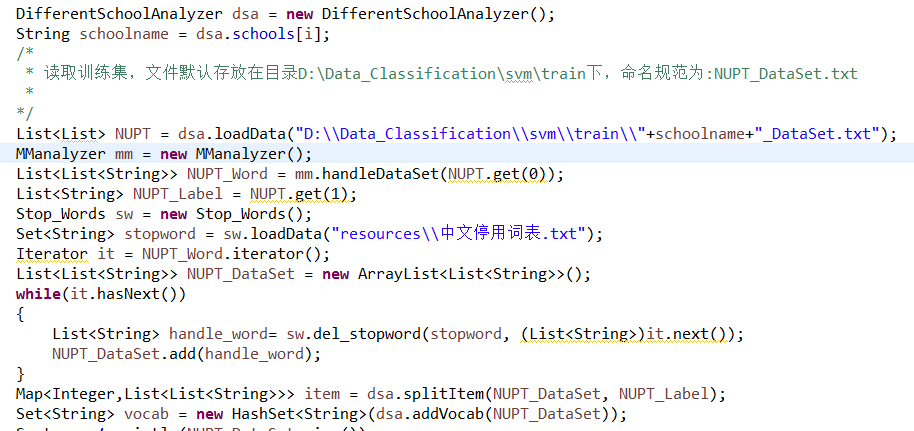 DifferentSchoolAnalyzer dsa = new DifferentSchoolAnalyzer();
String schoolname = dsa.schools[i];
/*
 * 读取训练集，文件默认存放在目录D:\Data_Classification\svm\train下，命名规范为:NUPT_DataSet.txt
 *
*/
List<List> NUPT = dsa.loadData("D:\\Data_Classification\\svm\\train\\"+schoolname+"_DataSet.txt");
MManalyzer mm = new MManalyzer();
List<List<String>> NUPT_Word = mm.handleDataSet(NUPT.get(0));
List<String> NUPT_Label = NUPT.get(1);
Stop_Words sw = new Stop_Words();
Set<String> stopword = sw.loadData("resources\\中文停用词表.txt");
Iterator it = NUPT_Word.iterator();
List<List<String>> NUPT_DataSet = new ArrayList<List<String>>();
while(it.hasNext())
{
    List<String> handle_word= sw.del_stopword(stopword, (List<String>)it.next());
    NUPT_DataSet.add(handle_word);
}
Map<Integer,List<List<String>>> item = dsa.splitItem(NUPT_DataSet, NUPT_Label);
Set<String> vocab = new HashSet<String>(dsa.addVocab(NUPT_DataSet));